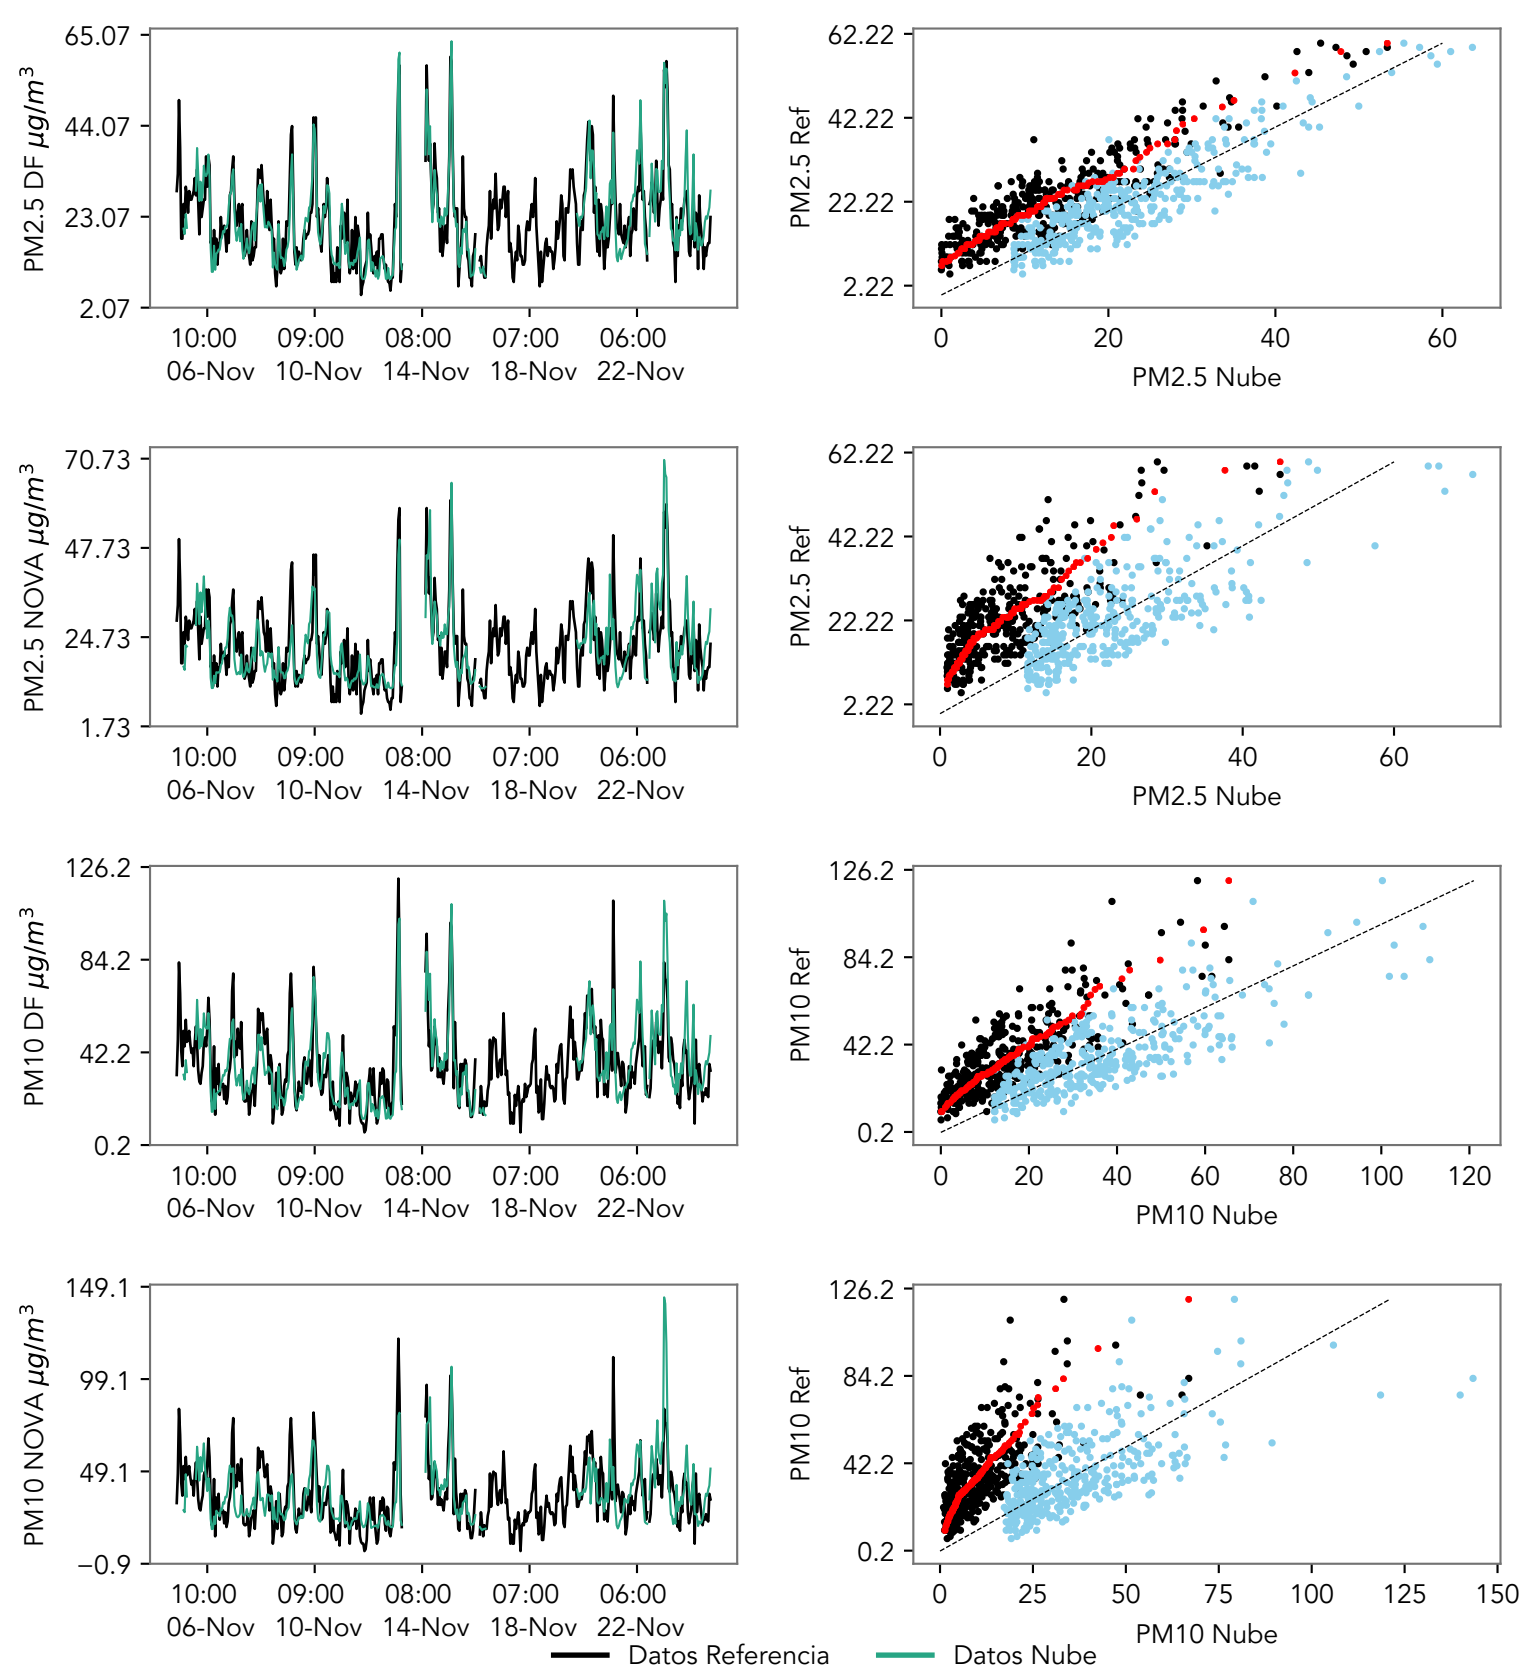 65.07
44.07
23.07
2.07
PM2.5 DF μg/m³
10:00 09:00 08:00 07:00 06:00
06-Nov 10-Nov 14-Nov 18-Nov 22-Nov
62.22
42.22
22.22
2.22
PM2.5 Ref
0 20 40 60
PM2.5 Nube
70.73
47.73
24.73
1.73
PM2.5 NOVA μg/m³
10:00 09:00 08:00 07:00 06:00
06-Nov 10-Nov 14-Nov 18-Nov 22-Nov
62.22
42.22
22.22
2.22
PM2.5 Ref
0 20 40 60
PM2.5 Nube
126.2
84.2
42.2
0.2
PM10 DF μg/m³
10:00 09:00 08:00 07:00 06:00
06-Nov 10-Nov 14-Nov 18-Nov 22-Nov
126.2
84.2
42.2
0.2
PM10 Ref
0 20 40 60 80 100 120
PM10 Nube
149.1
99.1
49.1
−0.9
PM10 NOVA μg/m³
10:00 09:00 08:00 07:00 06:00
06-Nov 10-Nov 14-Nov 18-Nov 22-Nov
126.2
84.2
42.2
0.2
PM10 Ref
0 25 50 75 100 125 150
PM10 Nube
Datos Referencia Datos Nube